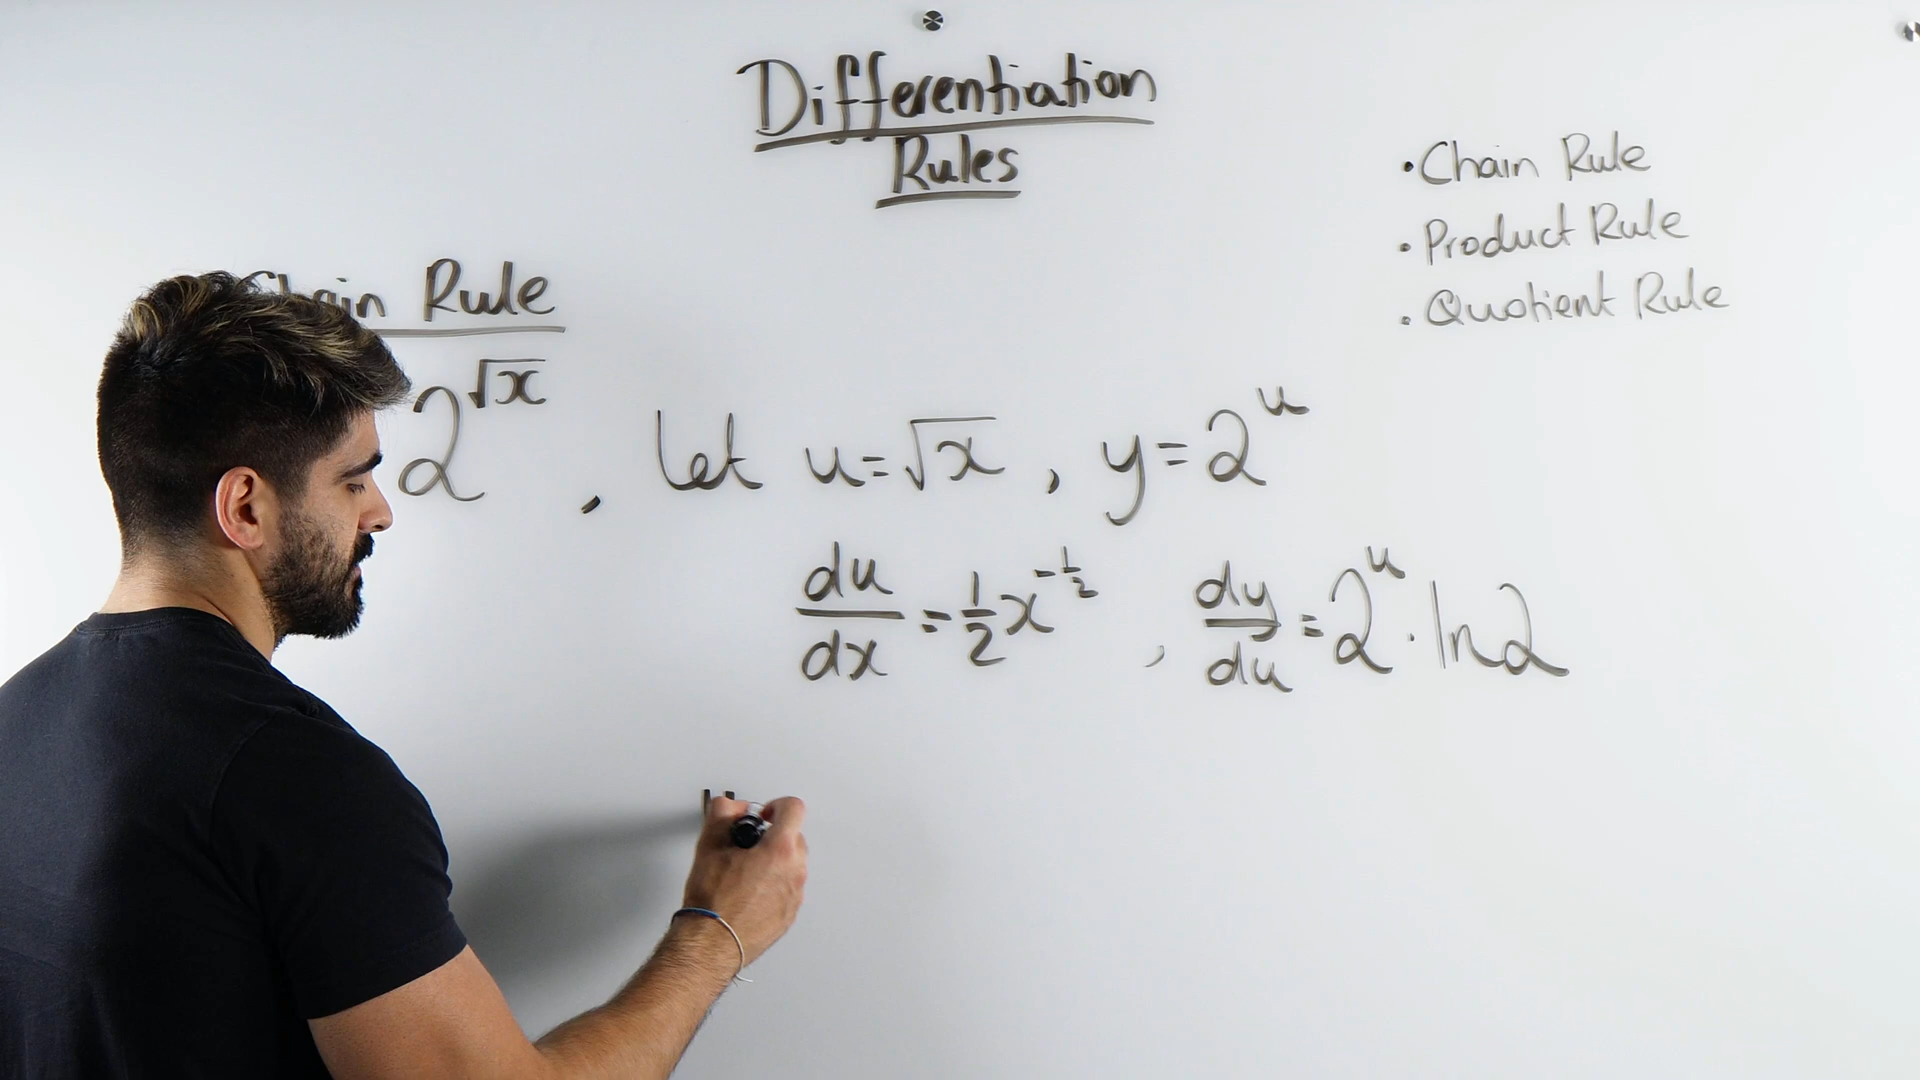 Differentiation
Rules
• Chain Rule
• Product Rule
• Quotient Rule
Chain Rule
2^√x , let u=√x , y=2^u
du/dx = 1/2 x^-1/2 , dy/du = 2^u · ln2